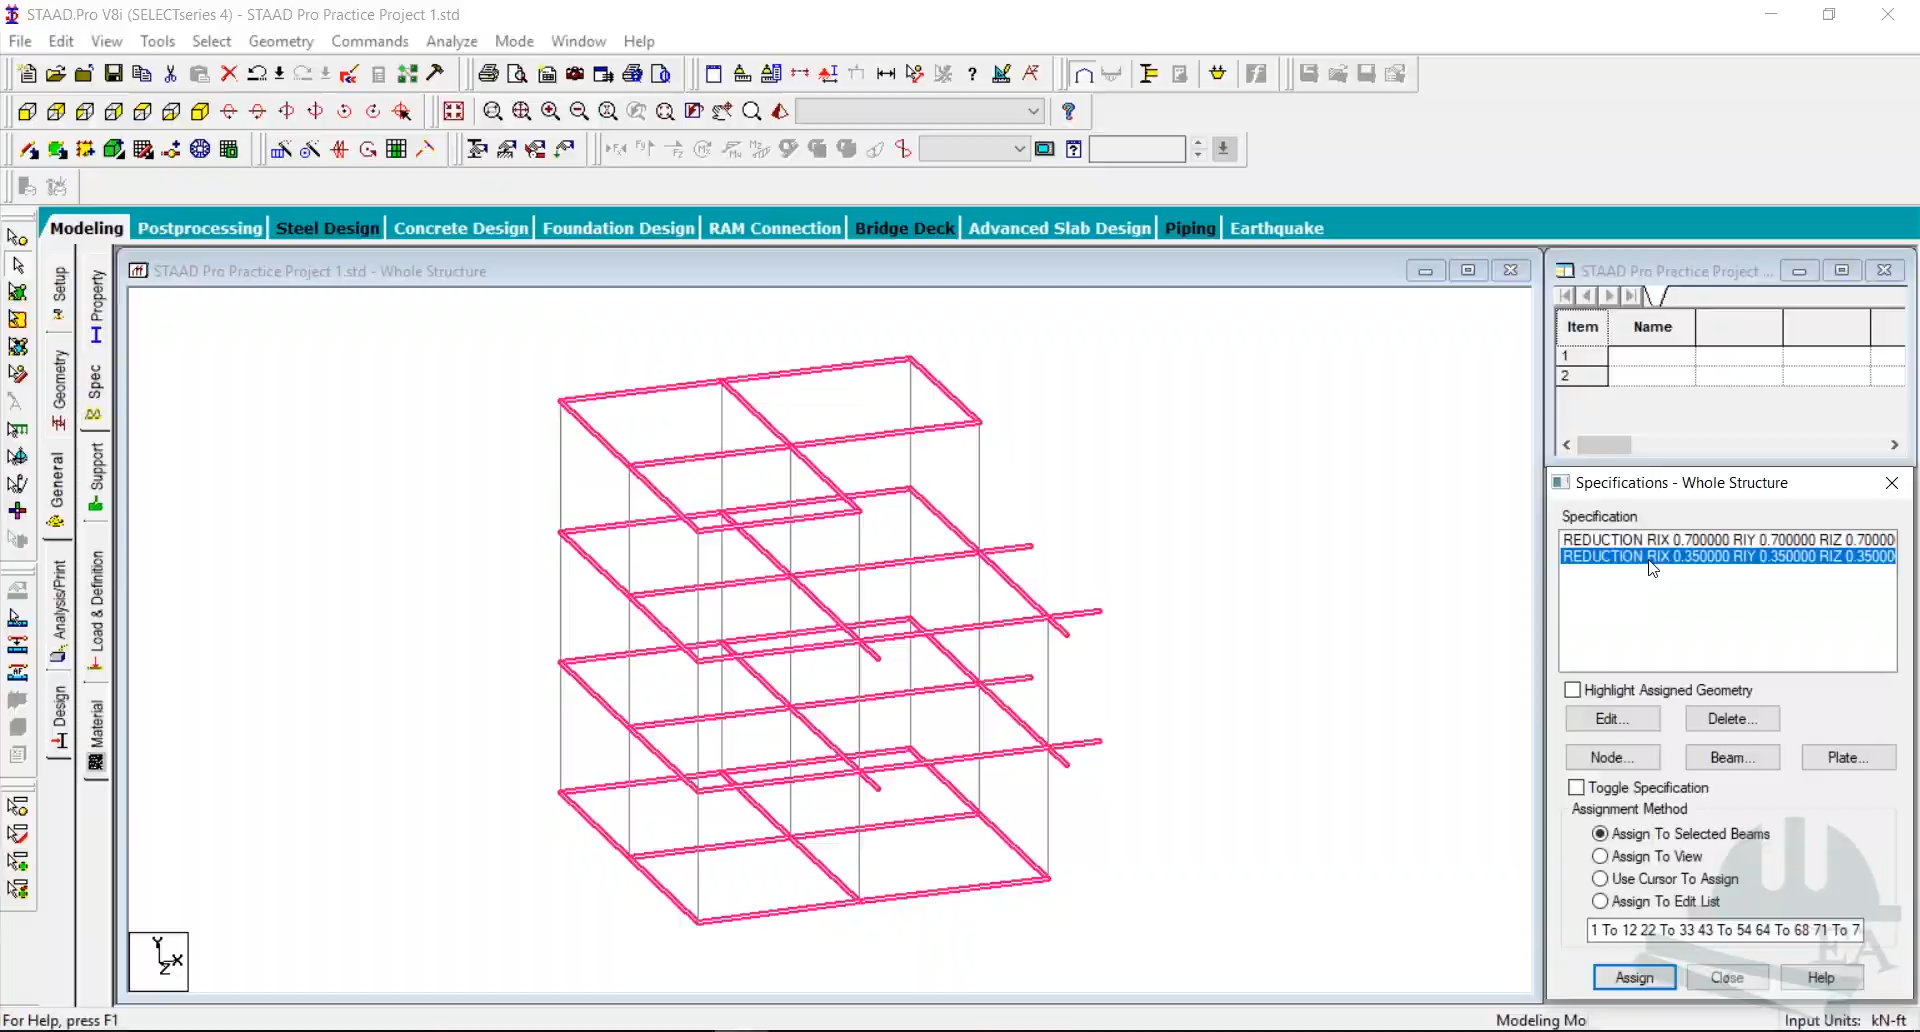 STAAD.Pro V8i (SELECTseries 4) - STAAD Pro Practice Project 1.std
File Edit View Tools Select Geometry Commands Analyze Mode Window Help
Modeling Postprocessing Steel Design Concrete Design Foundation Design RAM Connection Bridge Deck Advanced Slab Design Piping Earthquake
Setup
Geometry
General
Analysis/Print
Design
Property
Spec
Support
Load & Definition
Material
STAAD Pro Practice Project 1.std - Whole Structure
Y
X
Z
STAAD Pro Practice Project ...
Item Name
1
2
Specifications - Whole Structure
Specification
REDUCTION RIX 0.700000 RIY 0.700000 RIZ 0.70000
REDUCTION RIX 0.350000 RIY 0.350000 RIZ 0.35000
Highlight Assigned Geometry
Edit... Delete...
Node... Beam... Plate...
Toggle Specification
Assignment Method
Assign To Selected Beams
Assign To View
Use Cursor To Assign
Assign To Edit List
1 To 12 22 To 33 43 To 54 64 To 68 71 To 7
EA
Assign Close Help
For Help, press F1 Modeling Mo Input Units: kN-ft